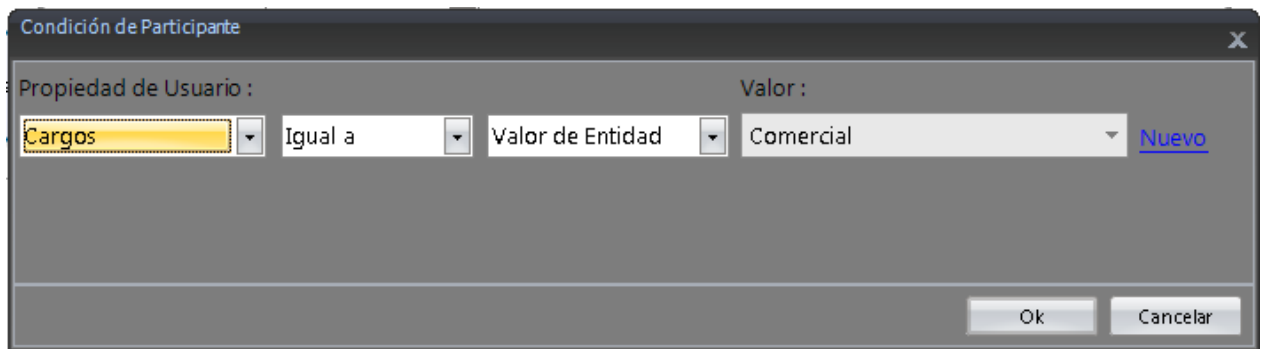 Condición de Participante
Propiedad de Usuario : Valor :
Cargos Igual a Valor de Entidad Comercial Nuevo
Ok Cancelar